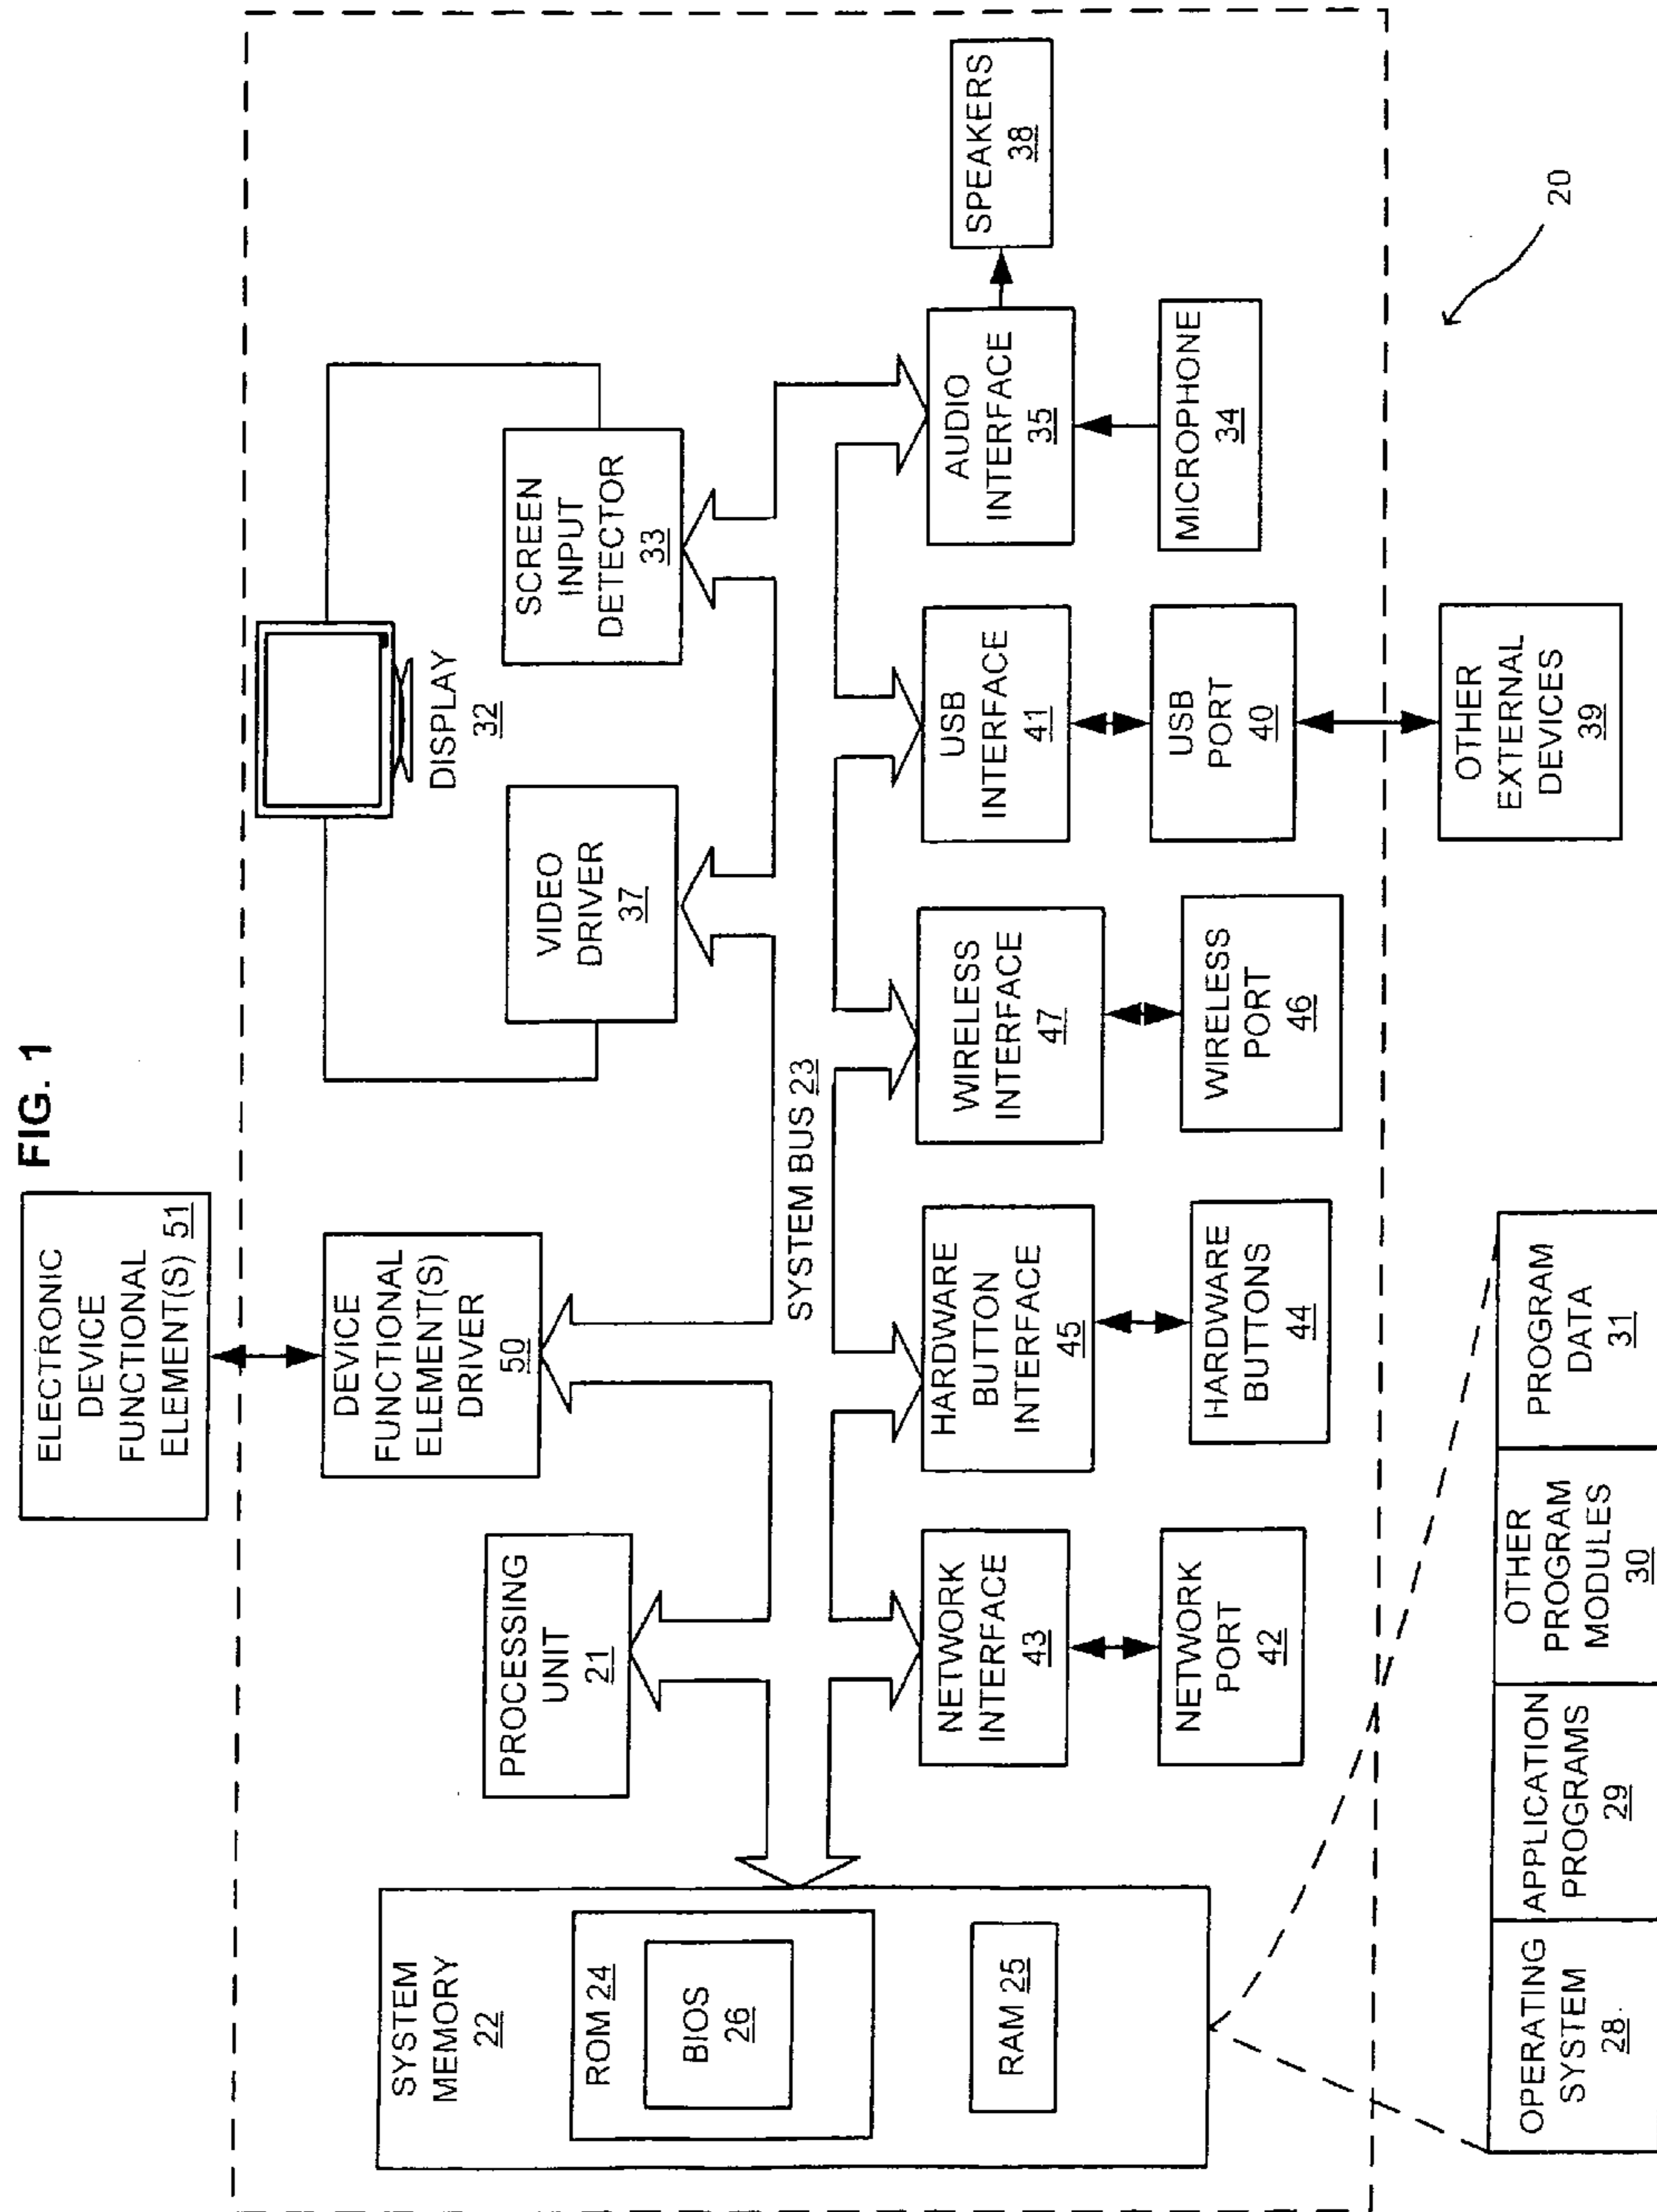 FIG. 1
ELECTRONIC
DEVICE
FUNCTIONAL
ELEMENT(S) 51
DISPLAY
32
DEVICE
FUNCTIONAL
ELEMENT(S)
DRIVER
50
PROCESSING
UNIT
21
VIDEO
DRIVER
37
SCREEN
INPUT
DETECTOR
33
SYSTEM
MEMORY
22
ROM 24
BIOS
26
RAM 25
SYSTEM BUS 23
NETWORK
INTERFACE
43
HARDWARE
BUTTON
INTERFACE
45
WIRELESS
INTERFACE
47
USB
INTERFACE
41
AUDIO
INTERFACE
35
SPEAKERS
38
NETWORK
PORT
42
HARDWARE
BUTTONS
44
WIRELESS
PORT
46
USB
PORT
40
MICROPHONE
34
OPERATING
SYSTEM
28
APPLICATION
PROGRAMS
29
OTHER
PROGRAM
MODULES
30
PROGRAM
DATA
31
OTHER
EXTERNAL
DEVICES
39
20